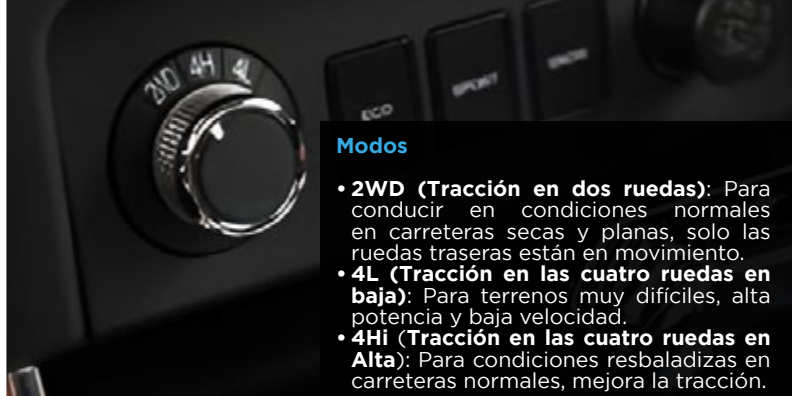 2WD 4H 4L
ECO
SPORT
SNOW
Modos
• 2WD (Tracción en dos ruedas): Para
conducir en condiciones normales
en carreteras secas y planas, solo las
ruedas traseras están en movimiento.
• 4L (Tracción en las cuatro ruedas en
baja): Para terrenos muy difíciles, alta
potencia y baja velocidad.
• 4Hi (Tracción en las cuatro ruedas en
Alta): Para condiciones resbaladizas en
carreteras normales, mejora la tracción.